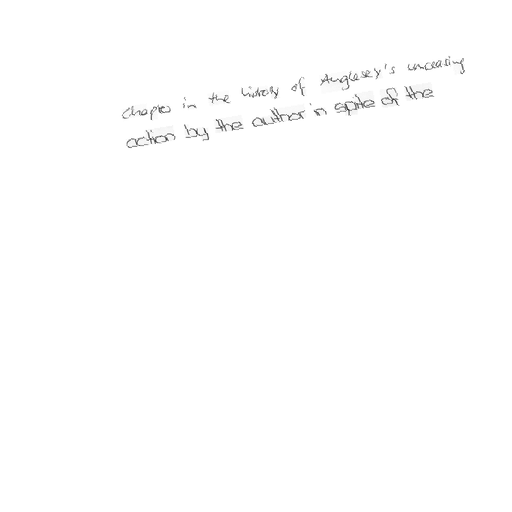 chapter in the history of Anglesey's unceasing
action by the author in spite of the